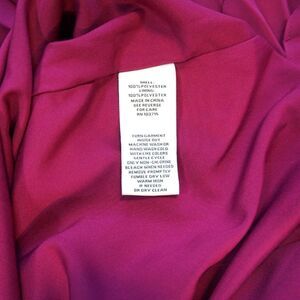 SHELL:
100% POLYESTER
LINING:
100% POLYESTER
MADE IN CHINA
SEE REVERSE
FOR CARE
TURN GARMENT
INSIDE OUT
MACHINE WASH OR
HAND WASH COLD
WITH LIKE COLORS
GENTLE CYCLE
ONLY NON-CHLORINE
BLEACH WHEN NEEDED
REMOVE PROMPTLY
TUMBLE DRY LOW
WARM IRON
IF NEEDED
OR DRY CLEAN